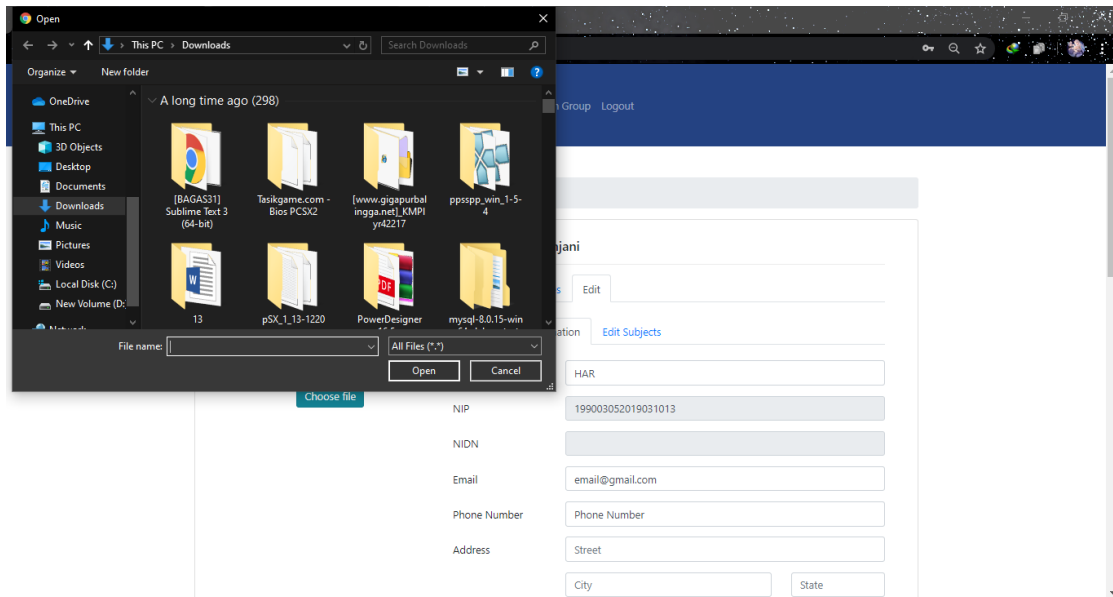 Open
This PC > Downloads
Search Downloads
Organize
New folder
OneDrive
This PC
3D Objects
Desktop
Documents
Downloads
Music
Pictures
Videos
Local Disk (C:)
New Volume (D:
A long time ago (298)
[BAGAS31]
Sublime Text 3
(64-bit)
Tasikgame.com -
Bios PCSX2
[www.gigapurbal
ingga.net]_KMPl
yr42217
ppsspp_win_1-5-
4
13
pSX_1_13-1220
PowerDesigner
mysql-8.0.15-win
File name:
All Files (*.*)
Open
Cancel
Group Logout
jani
Edit
Edit Subjects
Choose file
HAR
NIP
199003052019031013
NIDN
Email
email@gmail.com
Phone Number
Phone Number
Address
Street
City
State